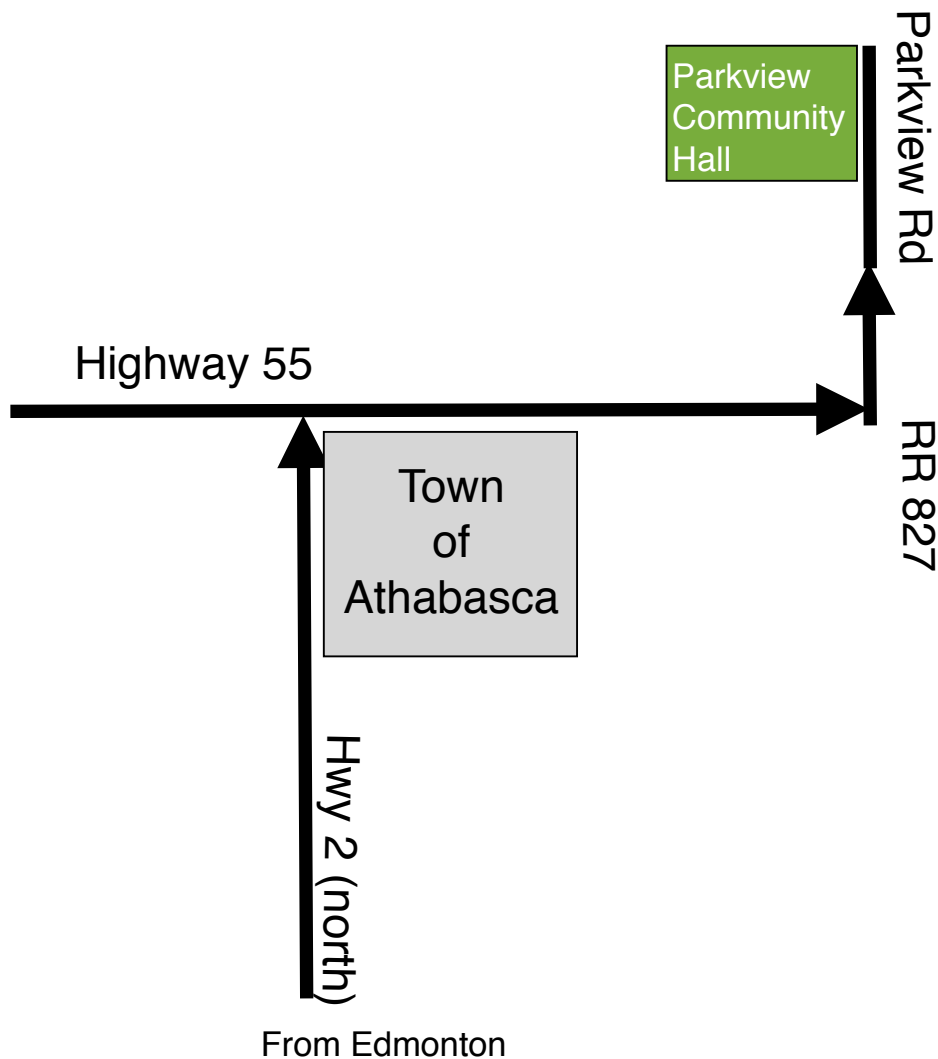 Parkview
Community
Hall
Parkview Rd
Highway 55
RR 827
Town
of
Athabasca
Hwy 2 (north)
From Edmonton